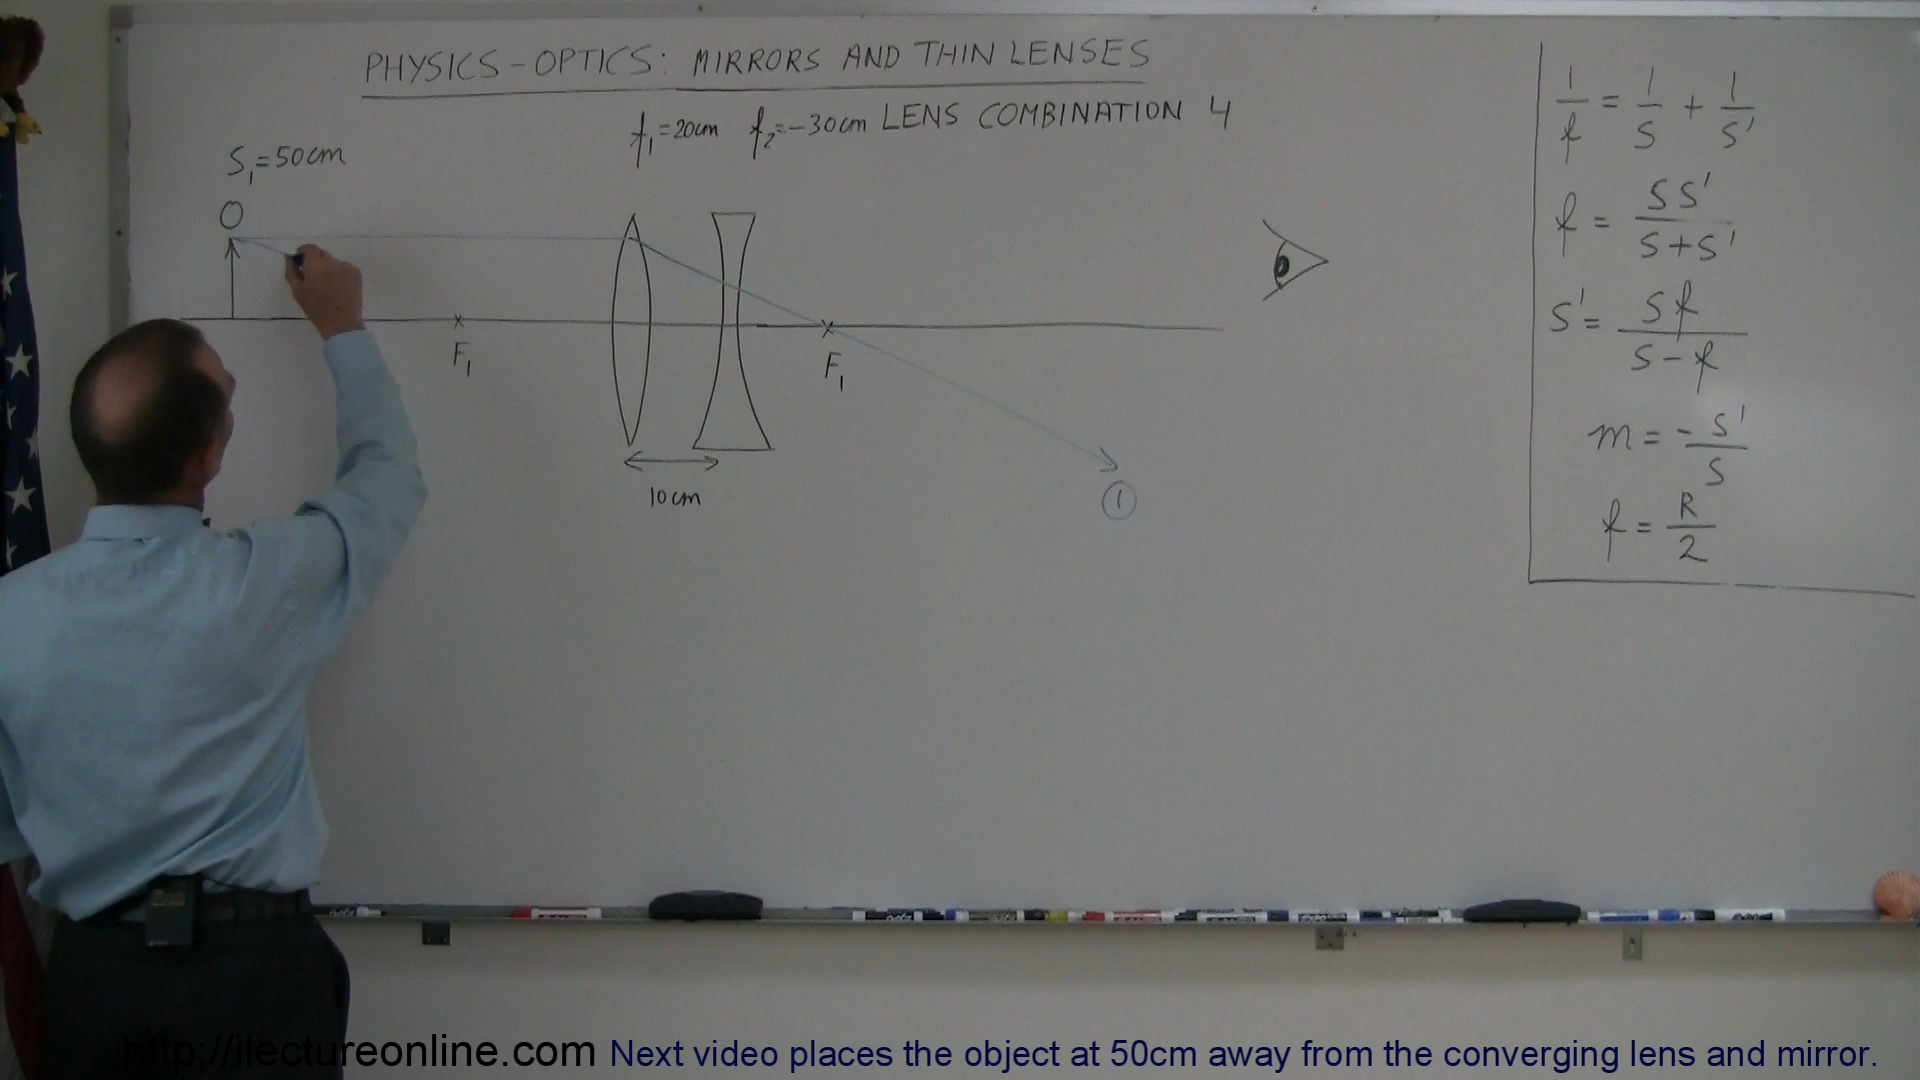 PHYSICS-OPTICS: MIRRORS AND THIN LENSES
f₁=20cm f₂=-30cm LENS COMBINATION 4
S₁=50cm
O
F₁
F₁
10cm
①
1/f = 1/S + 1/S'
f = SS'/S+S'
S' = Sf/S-f
m = -S'/S
f = R/2
http://ilectureonline.com Next video places the object at 50cm away from the converging lens and mirror.